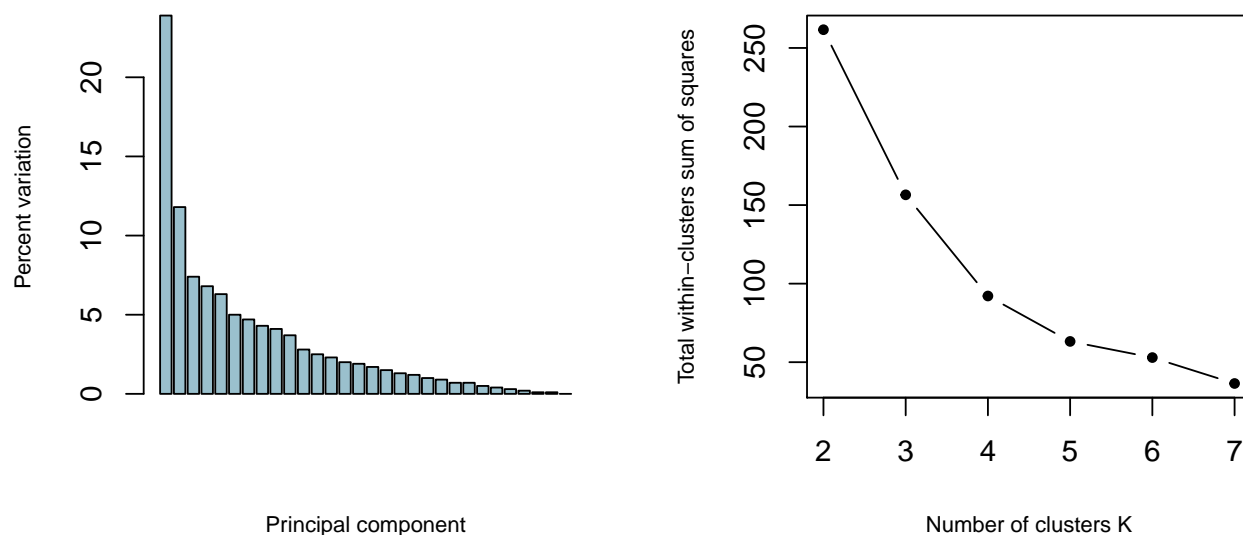 Percent variation
20
15
10
5
0
Principal component
Total within−clusters sum of squares
250
200
150
100
50
2 3 4 5 6 7
Number of clusters K